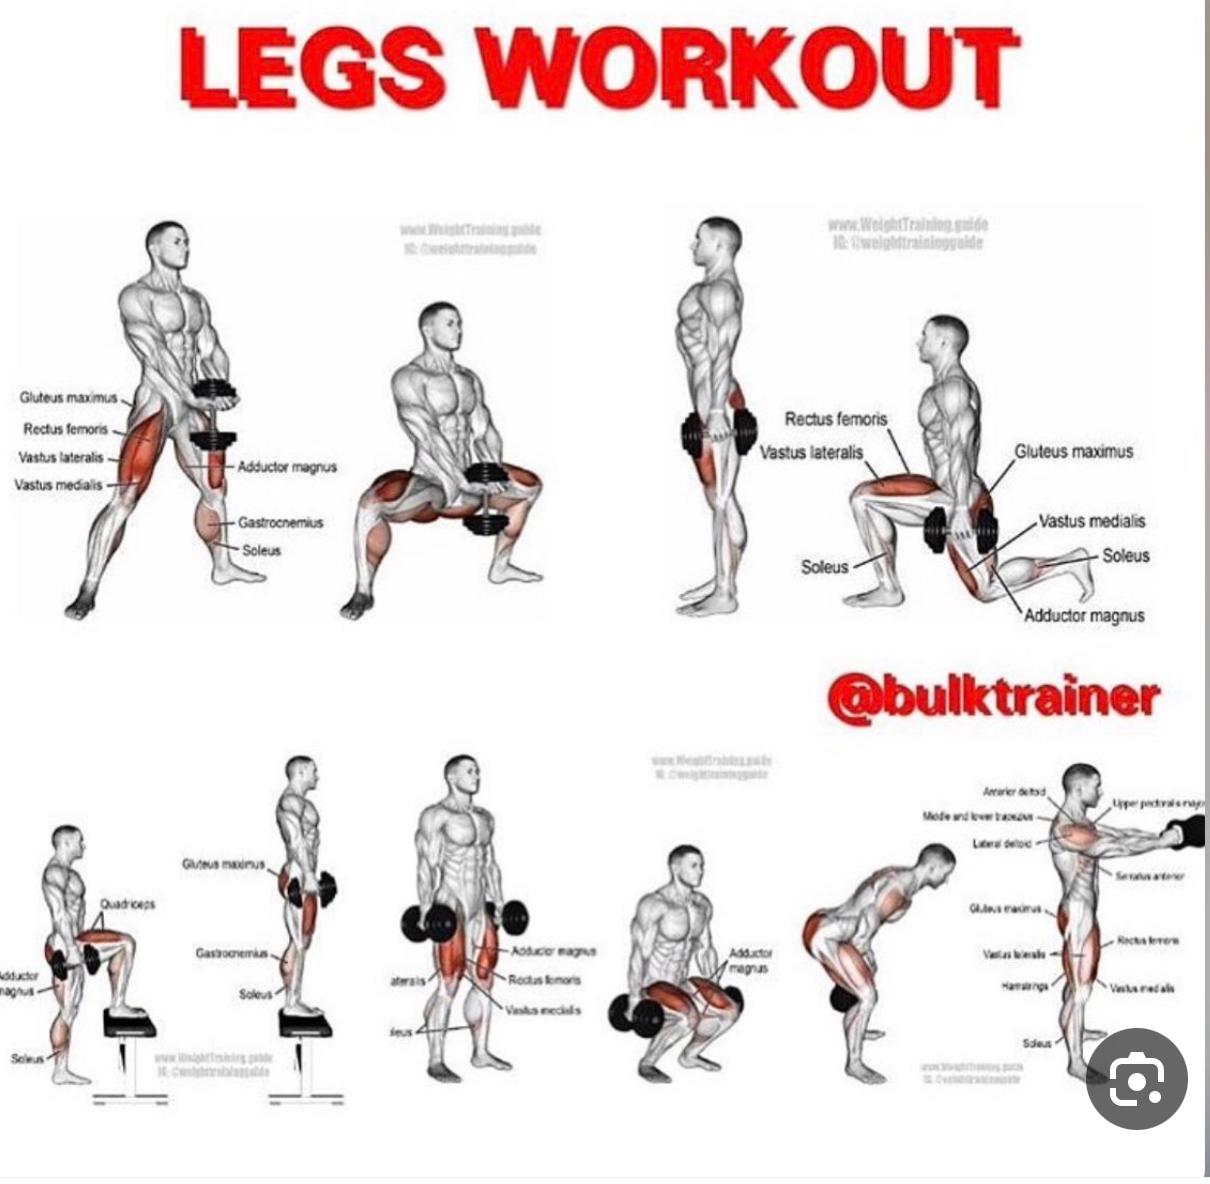 LEGS WORKOUT
www.WeightTraining.guide
IG: @weighttrainingguide
Gluteus maximus
Rectus femoris
Vastus lateralis
Vastus medialis
Adductor magnus
Gastrocnemius
Soleus
www.WeightTraining.guide
IG: @weighttrainingguide
Rectus femoris
Vastus lateralis
Gluteus maximus
Vastus medialis
Soleus
Soleus
Adductor magnus
@bulktrainer
Quadriceps
Adductor
magnus
Soleus
Gluteus maximus
Gastrocnemius
Soleus
www.WeightTraining.guide
IG: @weighttrainingguide
www.WeightTraining.guide
IG: @weighttrainingguide
Adductor magnus
ateralis
Rectus femoris
Vastus medialis
leus
Adductor
magnus
Anterior deltoid
Upper pectoralis major
Middle and lower trapezius
Lateral deltoid
Serratus anterior
Gluteus maximus
Rectus femoris
Vastus lateralis
Hamstrings
Vastus medialis
Soleus
www.WeightTraining.guide
IG: @weighttrainingguide